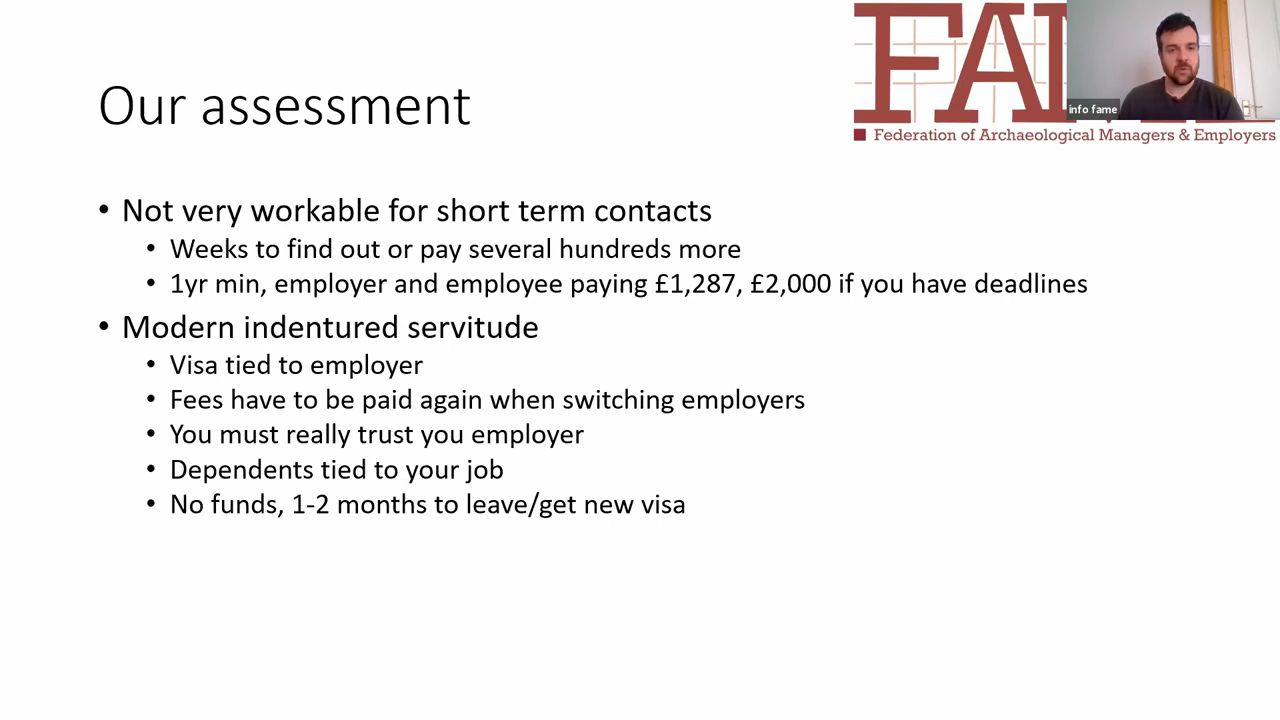 Our assessment
FA
info fame
Federation of Archaeological Managers & Employers
• Not very workable for short term contacts
• Weeks to find out or pay several hundreds more
• 1yr min, employer and employee paying £1,287, £2,000 if you have deadlines
• Modern indentured servitude
• Visa tied to employer
• Fees have to be paid again when switching employers
• You must really trust you employer
• Dependents tied to your job
• No funds, 1-2 months to leave/get new visa